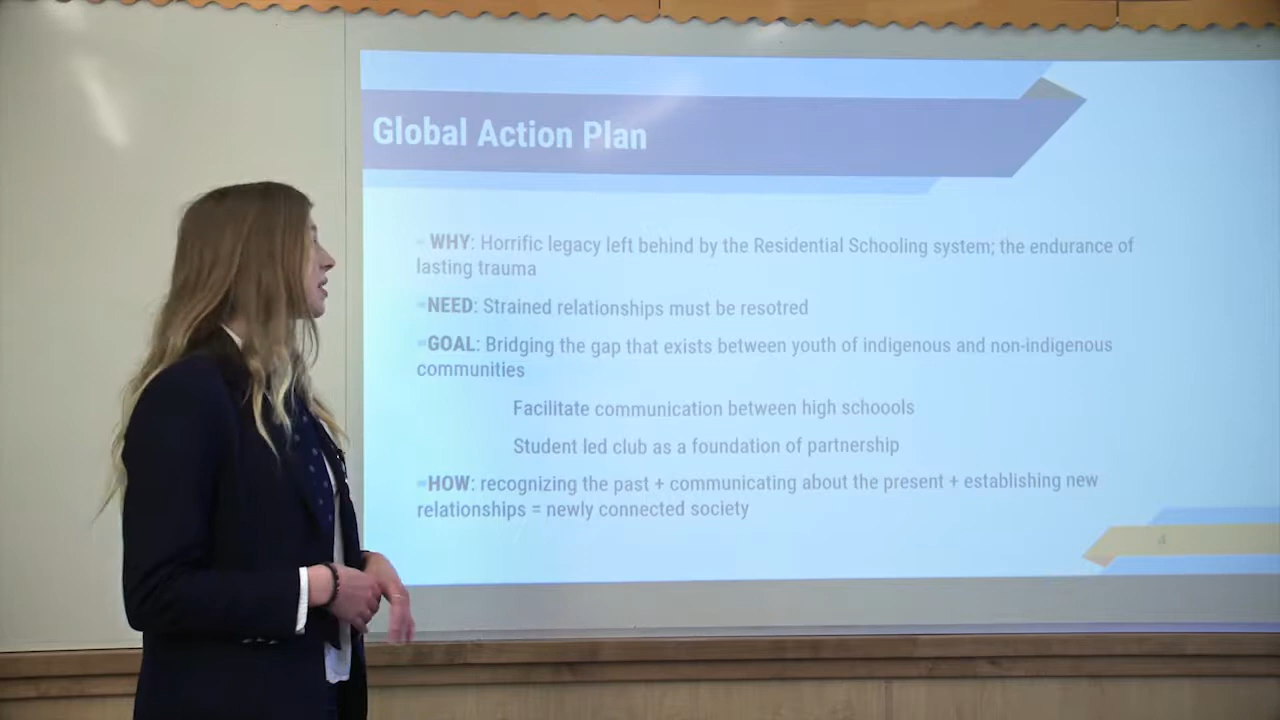 Global Action Plan
WHY: Horrific legacy left behind by the Residential Schooling system; the endurance of
lasting trauma
NEED: Strained relationships must be resotred
GOAL: Bridging the gap that exists between youth of indigenous and non-indigenous
communities
Facilitate communication between high schoools
Student led club as a foundation of partnership
HOW: recognizing the past + communicating about the present + establishing new
relationships = newly connected society
4